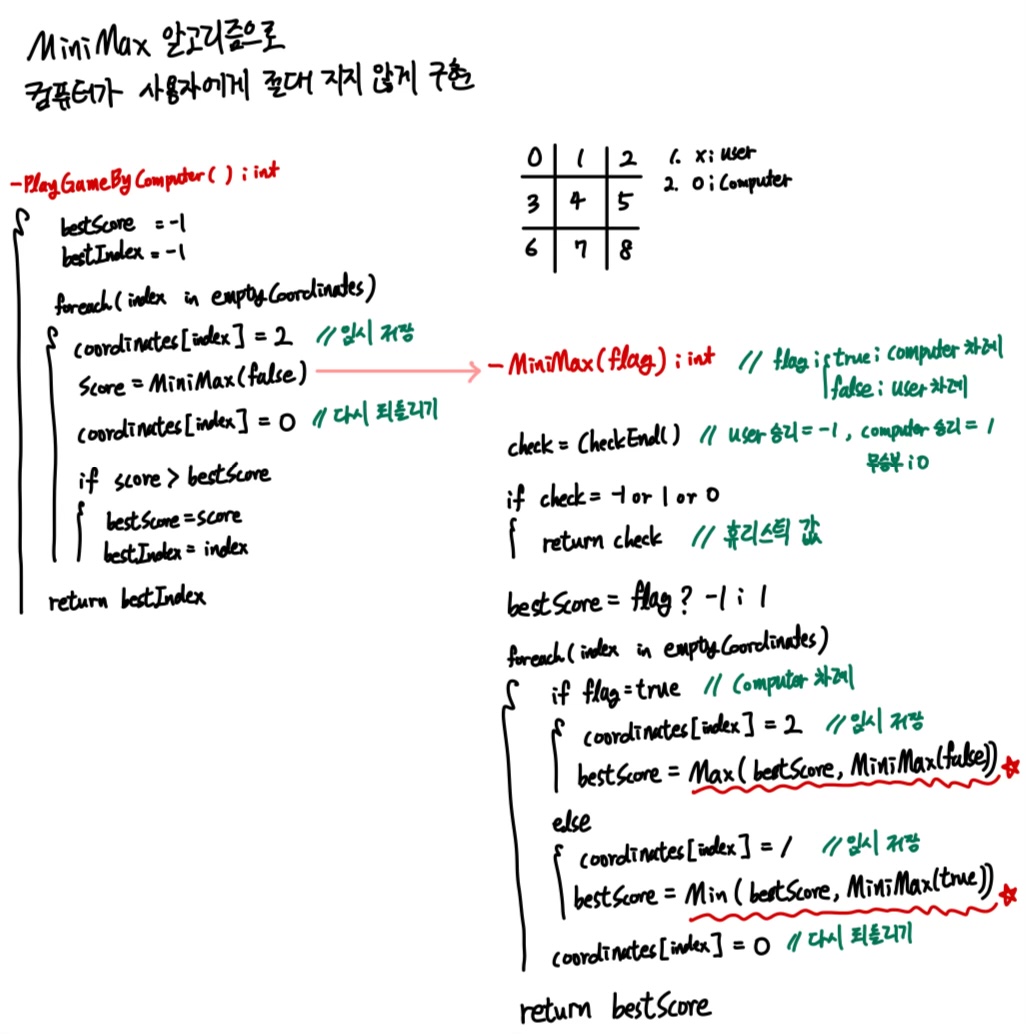 MiniMax 알고리즘으로
컴퓨터가 사용자에게 절대 지지 않게 구현
0 1 2
3 4 5
6 7 8
1. X : user
2. O : Computer
- PlayGameByComputer( ) : int
bestScore = -1
bestIndex = -1
foreach( index in emptyCoordinates)
coordinates[index] = 2 // 임시 저장
Score = MiniMax(false)
coordinates[index] = 0 // 다시 되돌리기
if score > bestScore
bestScore = score
bestIndex = index
return bestIndex
- MiniMax(flag) : int // flag : true : computer 차례
false : user 차례
check = CheckEnd() // user 승리 = -1, computer 승리 = 1
무승부 : 0
if check = -1 or 1 or 0
return check // 휴리스틱 값
bestScore = flag ? -1 : 1
foreach( index in emptyCoordinates)
if flag = true // Computer 차례
coordinates[index] = 2 // 임시 저장
bestScore = Max( bestScore, MiniMax(false))
else
coordinates[index] = 1 // 임시 저장
bestScore = Min( bestScore, MiniMax(true))
coordinates[index] = 0 // 다시 되돌리기
return bestScore